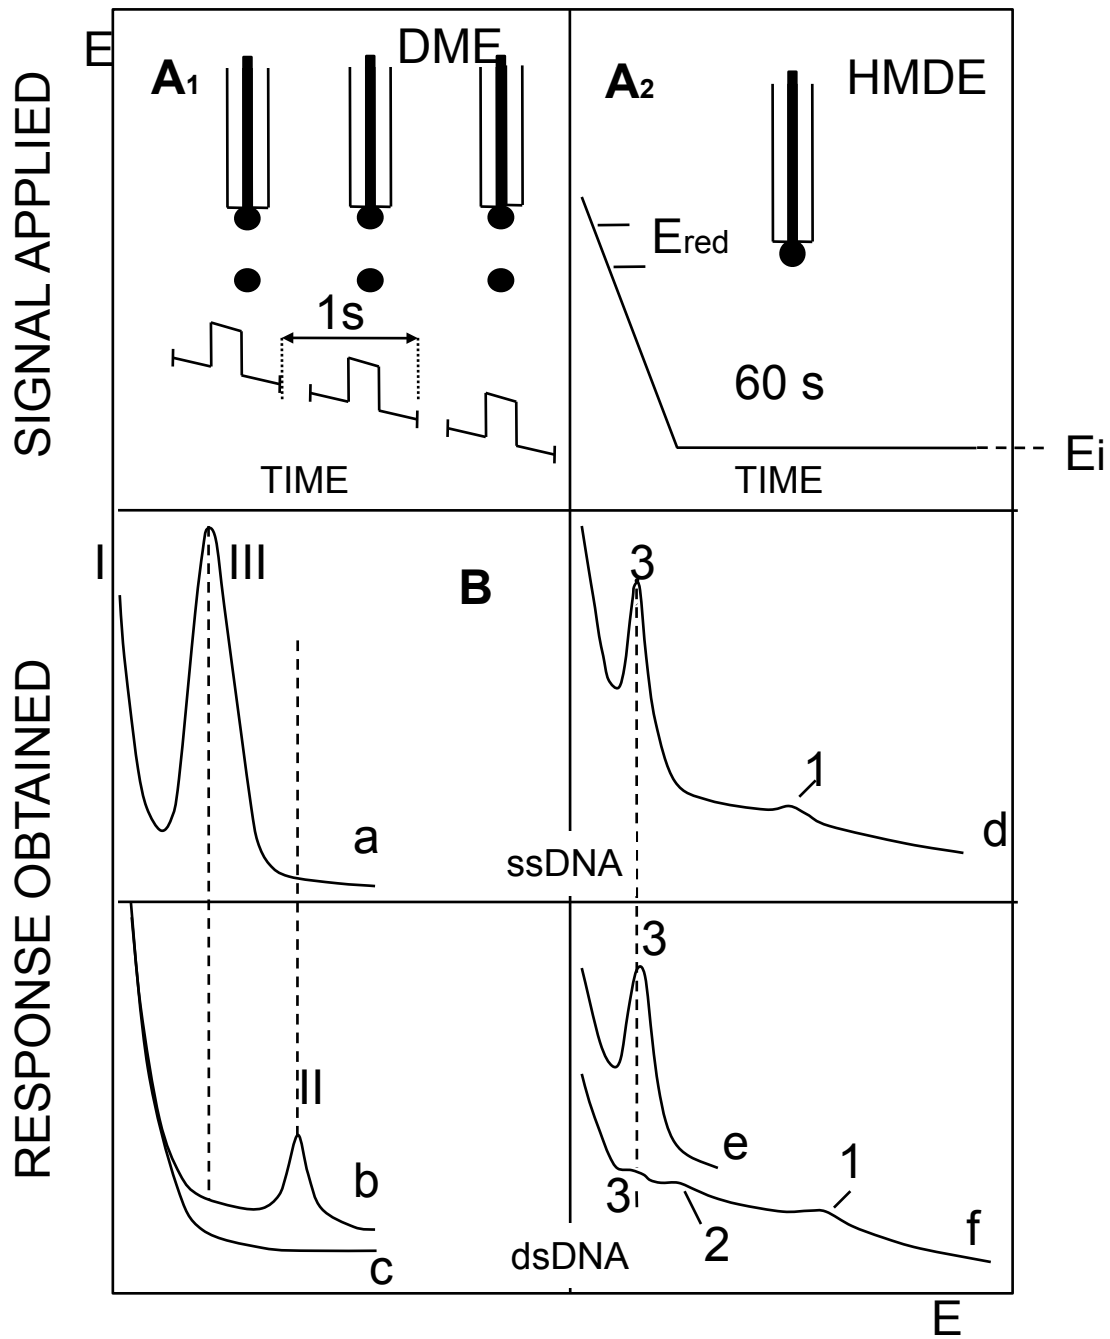 SIGNAL APPLIED
E
A1
DME
1s
TIME
A2
HMDE
Ered
60 s
Ei
TIME
RESPONSE OBTAINED
I
III
B
a
3
1
d
ssDNA
II
b
c
3
e
3
2
1
f
dsDNA
E